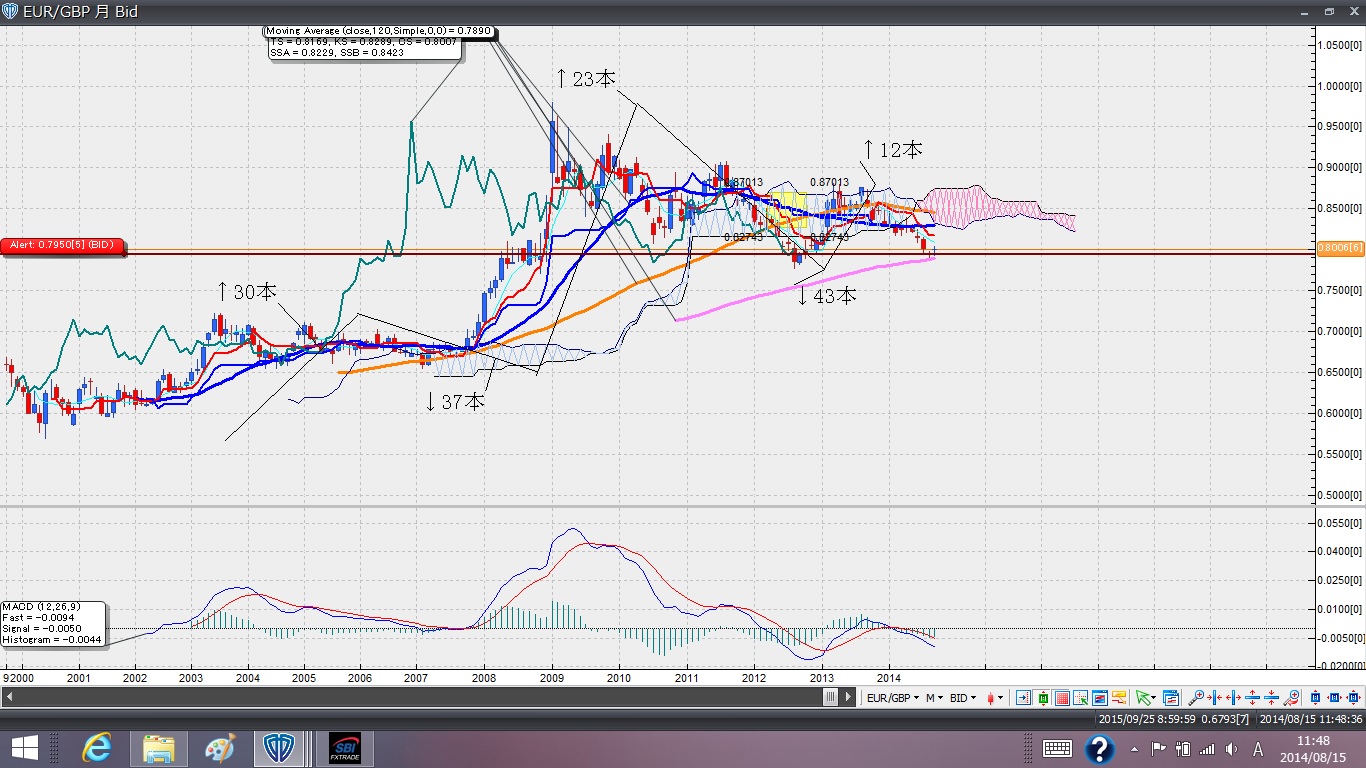 EUR/GBP 月 Bid
Moving Average (close,120,Simple,0,0) = 0.7890
TS = 0.8169, KS = 0.8289, CS = 0.8007
SSA = 0.8229, SSB = 0.8423
↑23本
↑12本
↑30本
↓43本
↓37本
0.87013
0.87013
0.82743
0.82743
Alert: 0.7950[5] (BID)
1.0500[0]
1.0000[0]
0.9500[0]
0.9000[0]
0.8500[0]
0.8006[6]
0.7500[0]
0.7000[0]
0.6500[0]
0.6000[0]
0.5500[0]
0.5000[0]
0.0550[0]
0.0400[0]
0.0250[0]
0.0100[0]
-0.0050[0]
-0.0200[0]
MACD (12,26,9)
Fast = -0.0094
Signal = -0.0050
Histogram = -0.0044
92000 2001 2002 2003 2004 2005 2006 2007 2008 2009 2010 2011 2012 2013 2014
EUR/GBP M BID
2015/09/25 8:59:59 0.6793[7] 2014/08/15 11:48:36
SBI
FXTRADE
A
11:48
2014/08/15